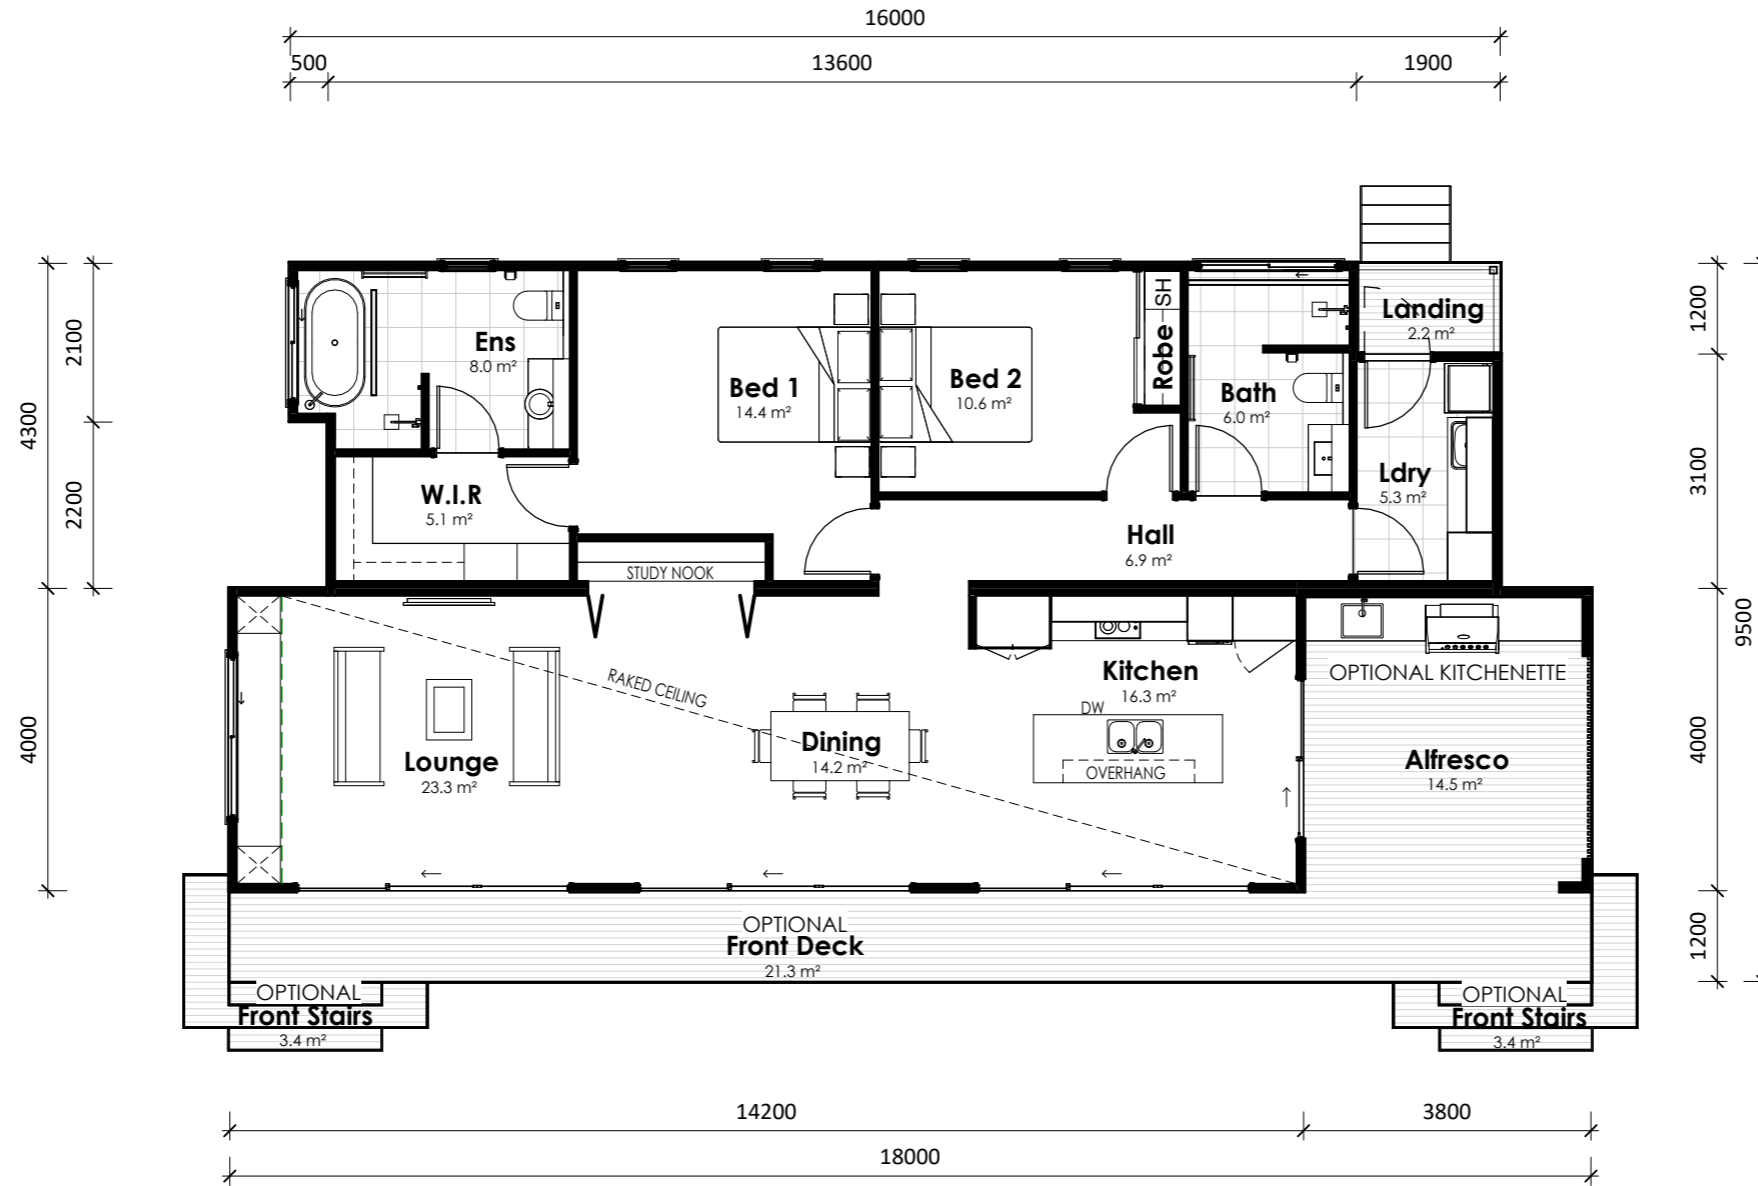 16000
500
13600
1900
4300
2100
2200
4000
1200
3100
9500
4000
1200
Ens
8.0 m²
Bed 1
14.4 m²
Bed 2
10.6 m²
Robe
SH
Bath
6.0 m²
Landing
2.2 m²
Ldry
5.3 m²
W.I.R
5.1 m²
Hall
6.9 m²
STUDY NOOK
RAKED CEILING
Lounge
23.3 m²
Dining
14.2 m²
Kitchen
16.3 m²
DW
OVERHANG
OPTIONAL KITCHENETTE
Alfresco
14.5 m²
OPTIONAL
Front Deck
21.3 m²
OPTIONAL
Front Stairs
3.4 m²
OPTIONAL
Front Stairs
3.4 m²
14200
3800
18000